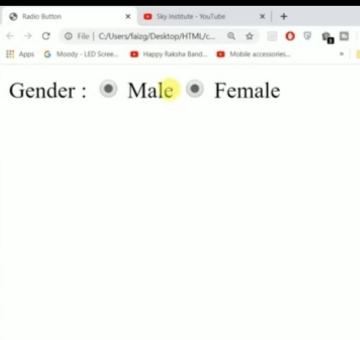 Radio Button
Sky Institute - YouTube
File | C:/Users/faizg/Desktop/HTML/c...
Apps
Moody - LED Scree...
Happy Raksha Band...
Mobile accessories...
Gender : Male Female